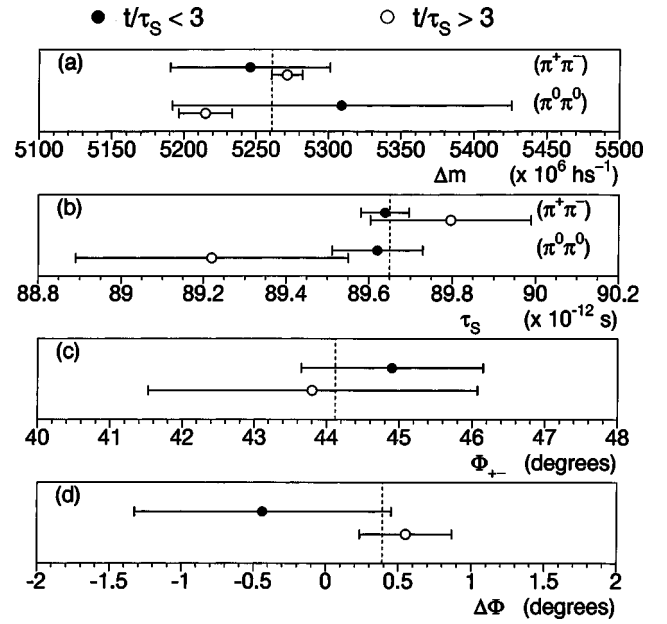 ● t/τS < 3 ○ t/τS > 3
(a) (π⁺π⁻)
(π⁰π⁰)
5100 5150 5200 5250 5300 5350 5400 5450 5500
Δm (x 10⁶ ħs⁻¹)
(b) (π⁺π⁻)
(π⁰π⁰)
88.8 89 89.2 89.4 89.6 89.8 90 90.2
τS (x 10⁻¹² s)
(c)
40 41 42 43 44 45 46 47 48
Φ₊₋ (degrees)
(d)
-2 -1.5 -1 -0.5 0 0.5 1 1.5 2
ΔΦ (degrees)